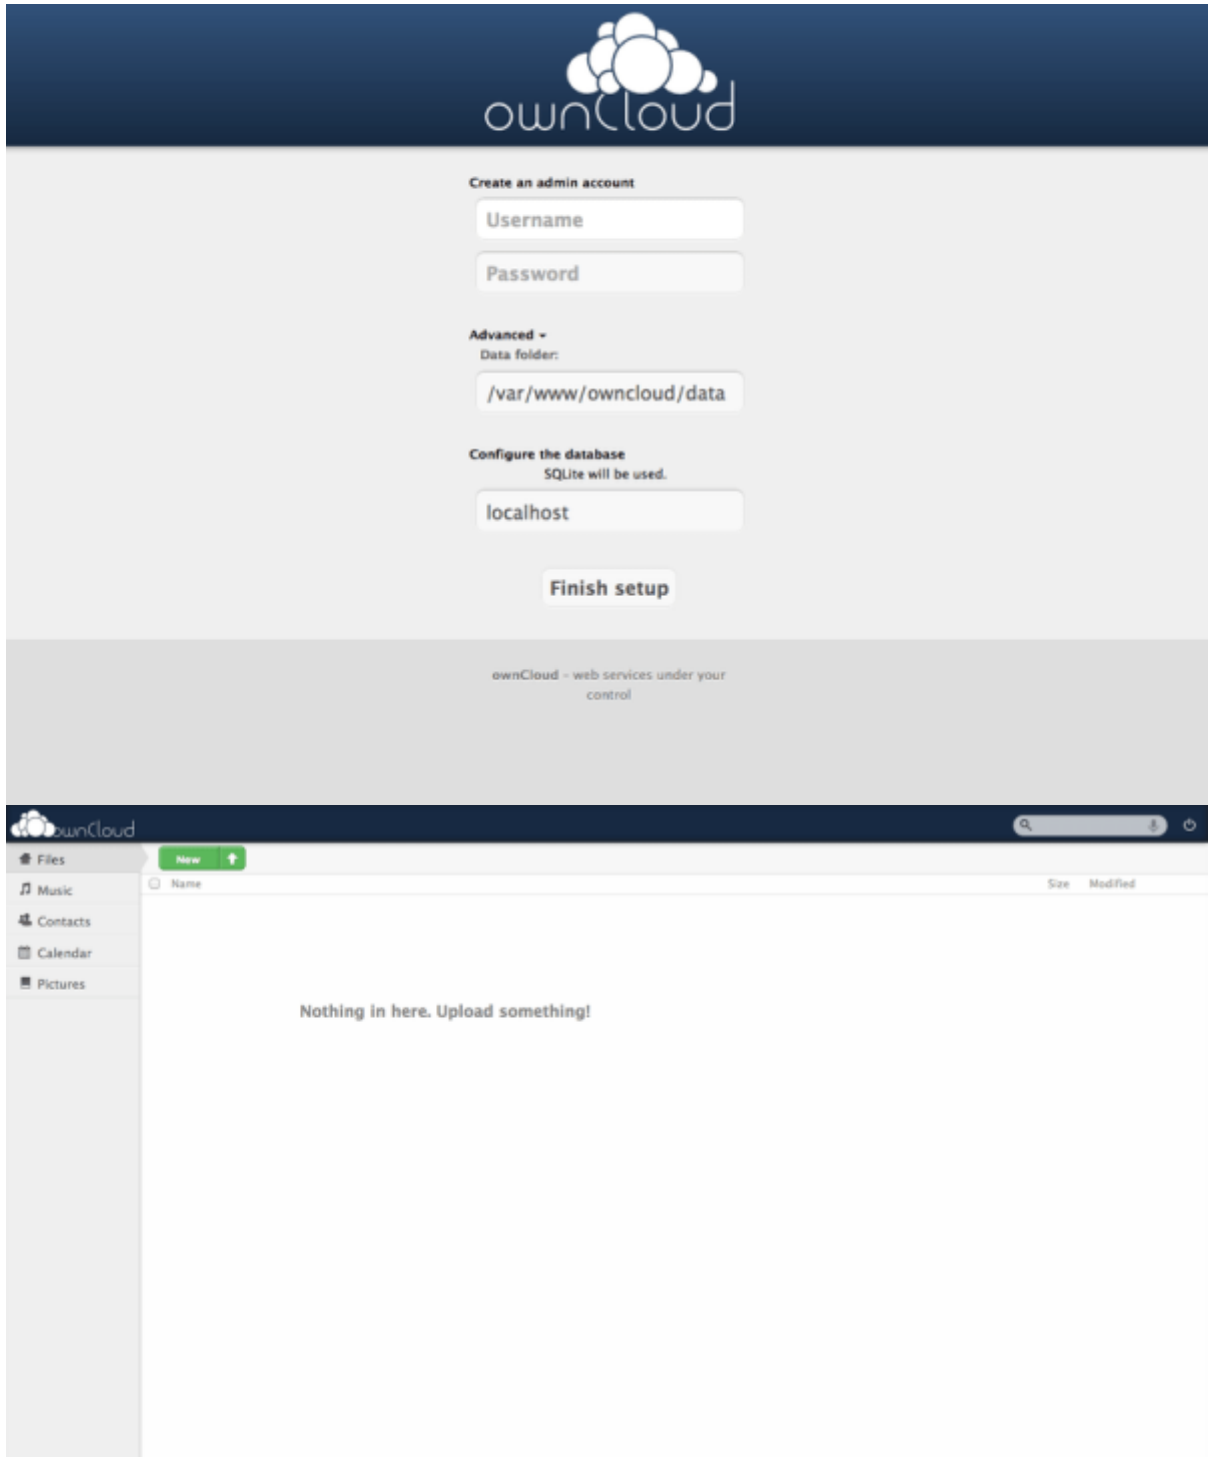 ownCloud
Create an admin account
Username
Password
Advanced
Data folder:
/var/www/owncloud/data
Configure the database
SQLite will be used.
localhost
Finish setup
ownCloud – web services under your
control
ownCloud
Files
New
Name
Size
Modified
Music
Contacts
Calendar
Pictures
Nothing in here. Upload something!